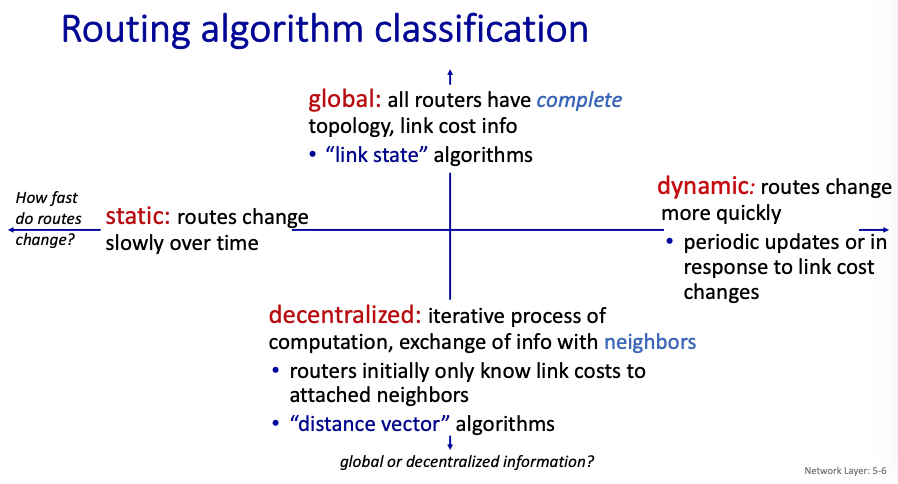 Routing algorithm classification
global: all routers have complete
topology, link cost info
• “link state” algorithms
How fast
do routes
change?
static: routes change
slowly over time
dynamic: routes change
more quickly
• periodic updates or in
response to link cost
changes
decentralized: iterative process of
computation, exchange of info with neighbors
• routers initially only know link costs to
attached neighbors
• “distance vector” algorithms
global or decentralized information?
Network Layer: 5-6